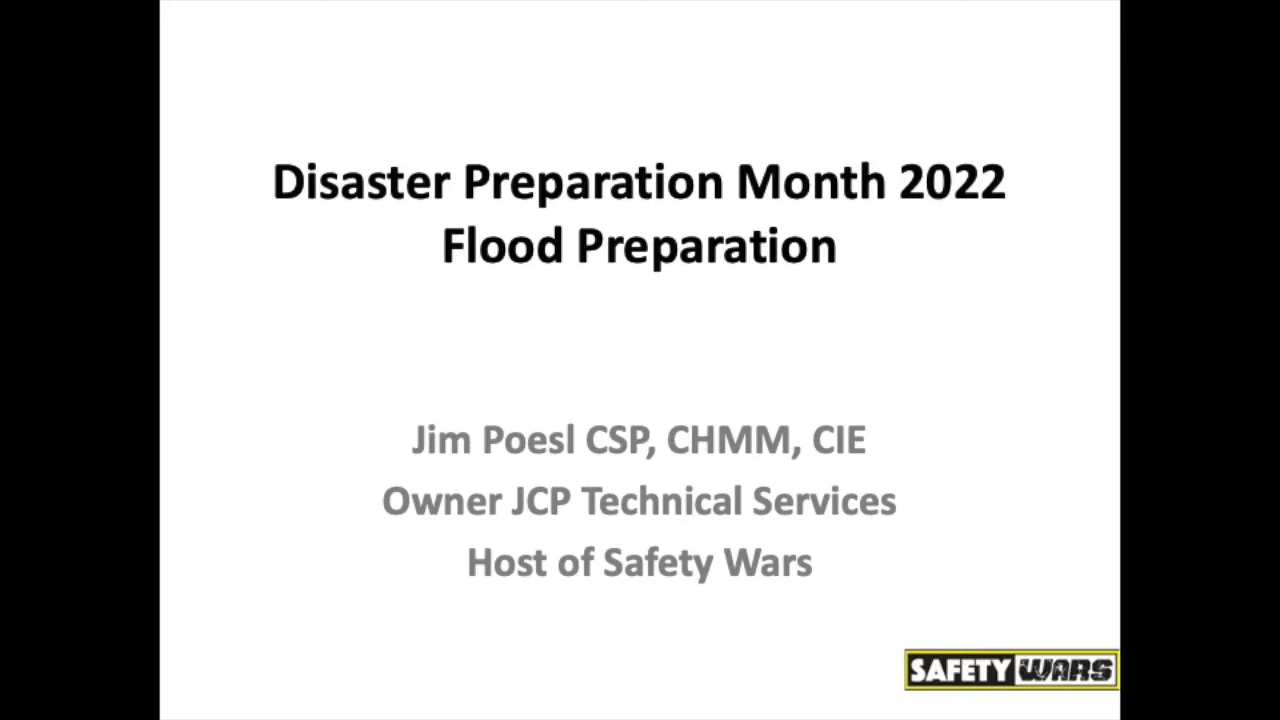 Disaster Preparation Month 2022
Flood Preparation
Jim Poesl CSP, CHMM, CIE
Owner JCP Technical Services
Host of Safety Wars
SAFETY WARS